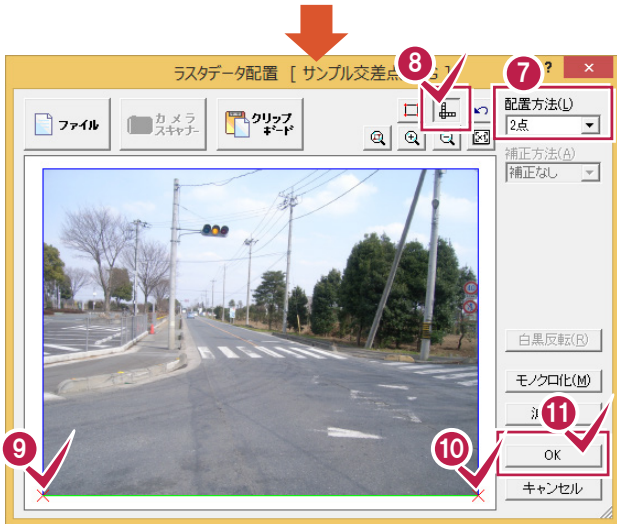 8
7
ラスタデータ配置 [ サンプル交差点
?
×
ファイル
カメラ
スキャナー
クリップ
ボード
配置方法(L)
2点
補正方法(A)
補正なし
40
白黒反転(R)
モノクロ化(M)
11
OK
キャンセル
9
10